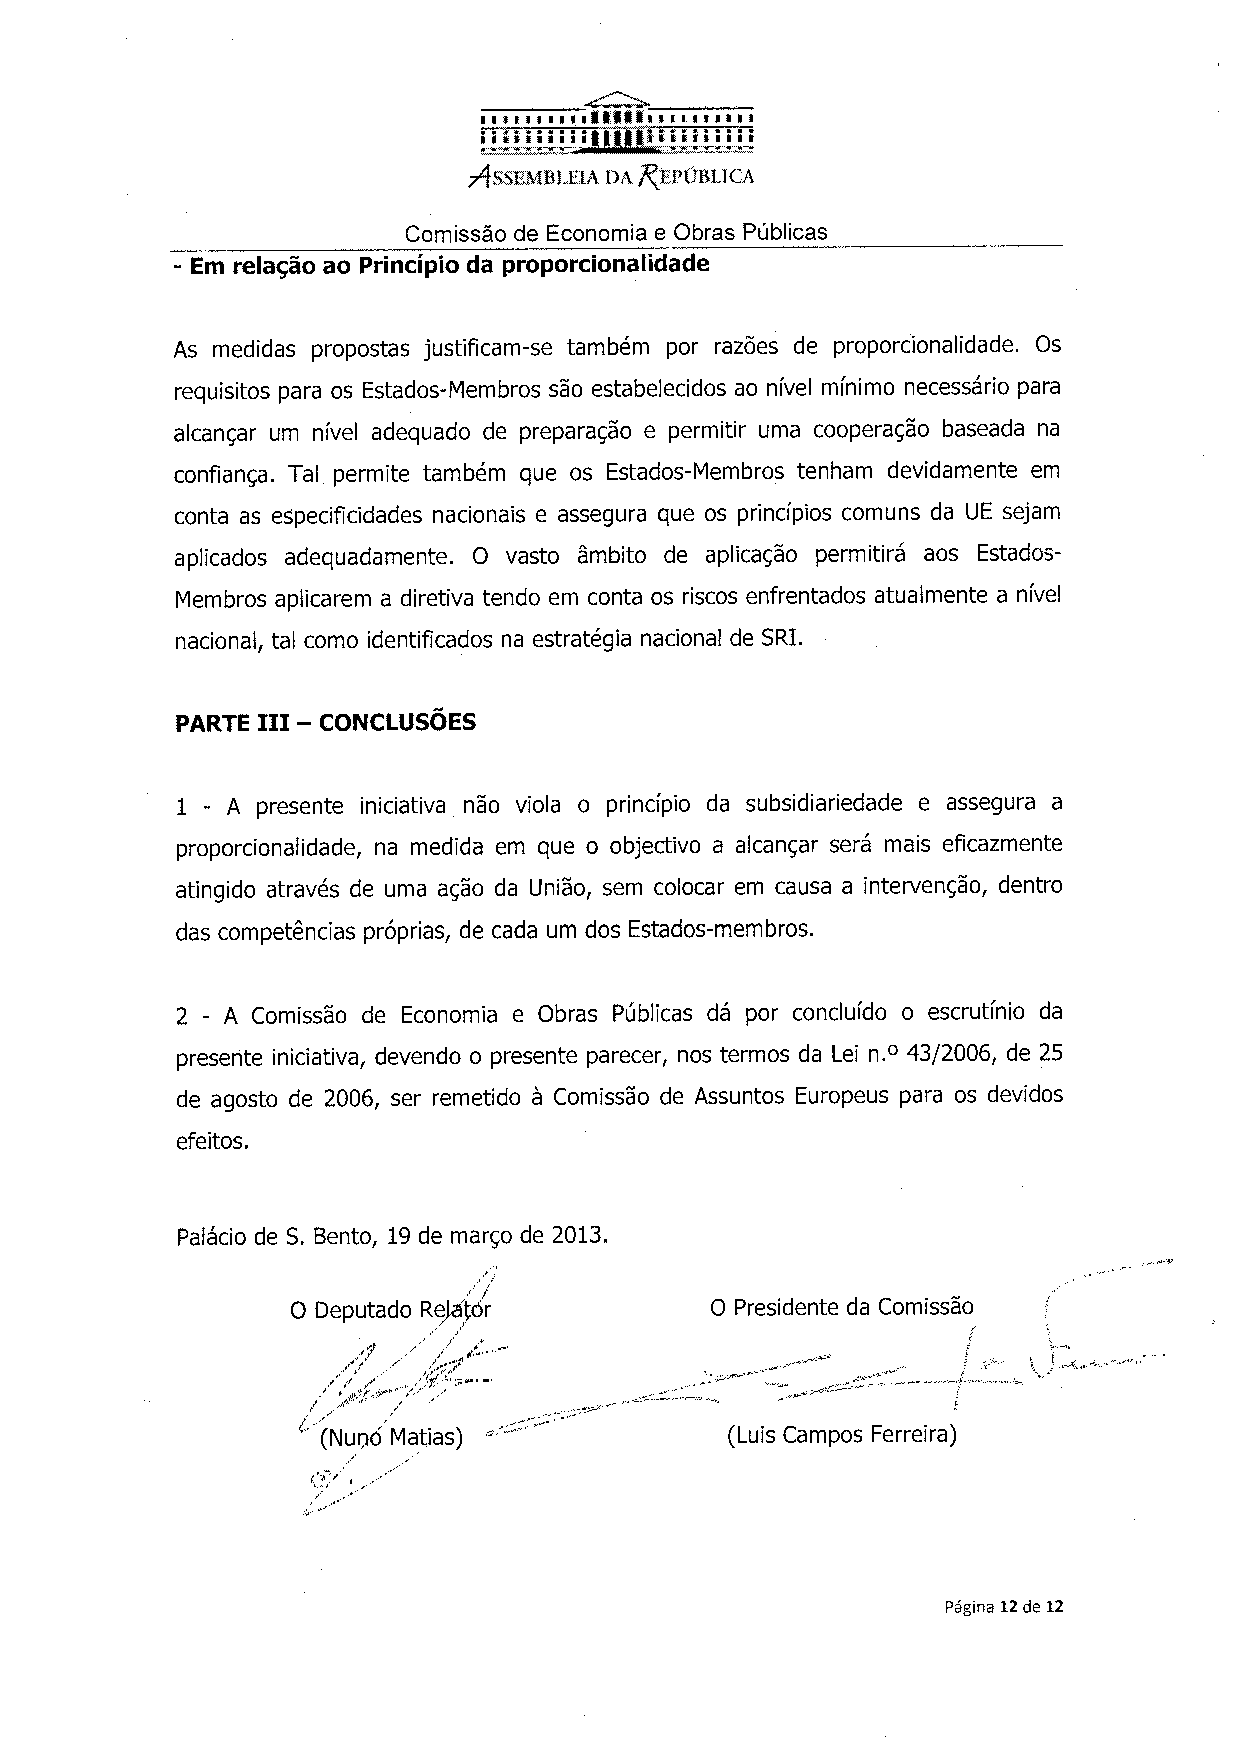 ASSEMBLEIA DA REPÚBLICA
Comissão de Economia e Obras Públicas
- Em relação ao Princípio da proporcionalidade
As medidas propostas justificam-se também por razões de proporcionalidade. Os
requisitos para os Estados-Membros são estabelecidos ao nível mínimo necessário para
alcançar um nível adequado de preparação e permitir uma cooperação baseada na
confiança. Tal permite também que os Estados-Membros tenham devidamente em
conta as especificidades nacionais e assegura que os princípios comuns da UE sejam
aplicados adequadamente. O vasto âmbito de aplicação permitirá aos Estados-
Membros aplicarem a diretiva tendo em conta os riscos enfrentados atualmente a nível
nacional, tal como identificados na estratégia nacional de SRI.
PARTE III – CONCLUSÕES
1 - A presente iniciativa não viola o princípio da subsidiariedade e assegura a
proporcionalidade, na medida em que o objectivo a alcançar será mais eficazmente
atingido através de uma ação da União, sem colocar em causa a intervenção, dentro
das competências próprias, de cada um dos Estados-membros.
2 - A Comissão de Economia e Obras Públicas dá por concluído o escrutínio da
presente iniciativa, devendo o presente parecer, nos termos da Lei n.º 43/2006, de 25
de agosto de 2006, ser remetido à Comissão de Assuntos Europeus para os devidos
efeitos.
Palácio de S. Bento, 19 de março de 2013.
O Deputado Relator O Presidente da Comissão
(Nuno Matias) (Luis Campos Ferreira)
Página 12 de 12